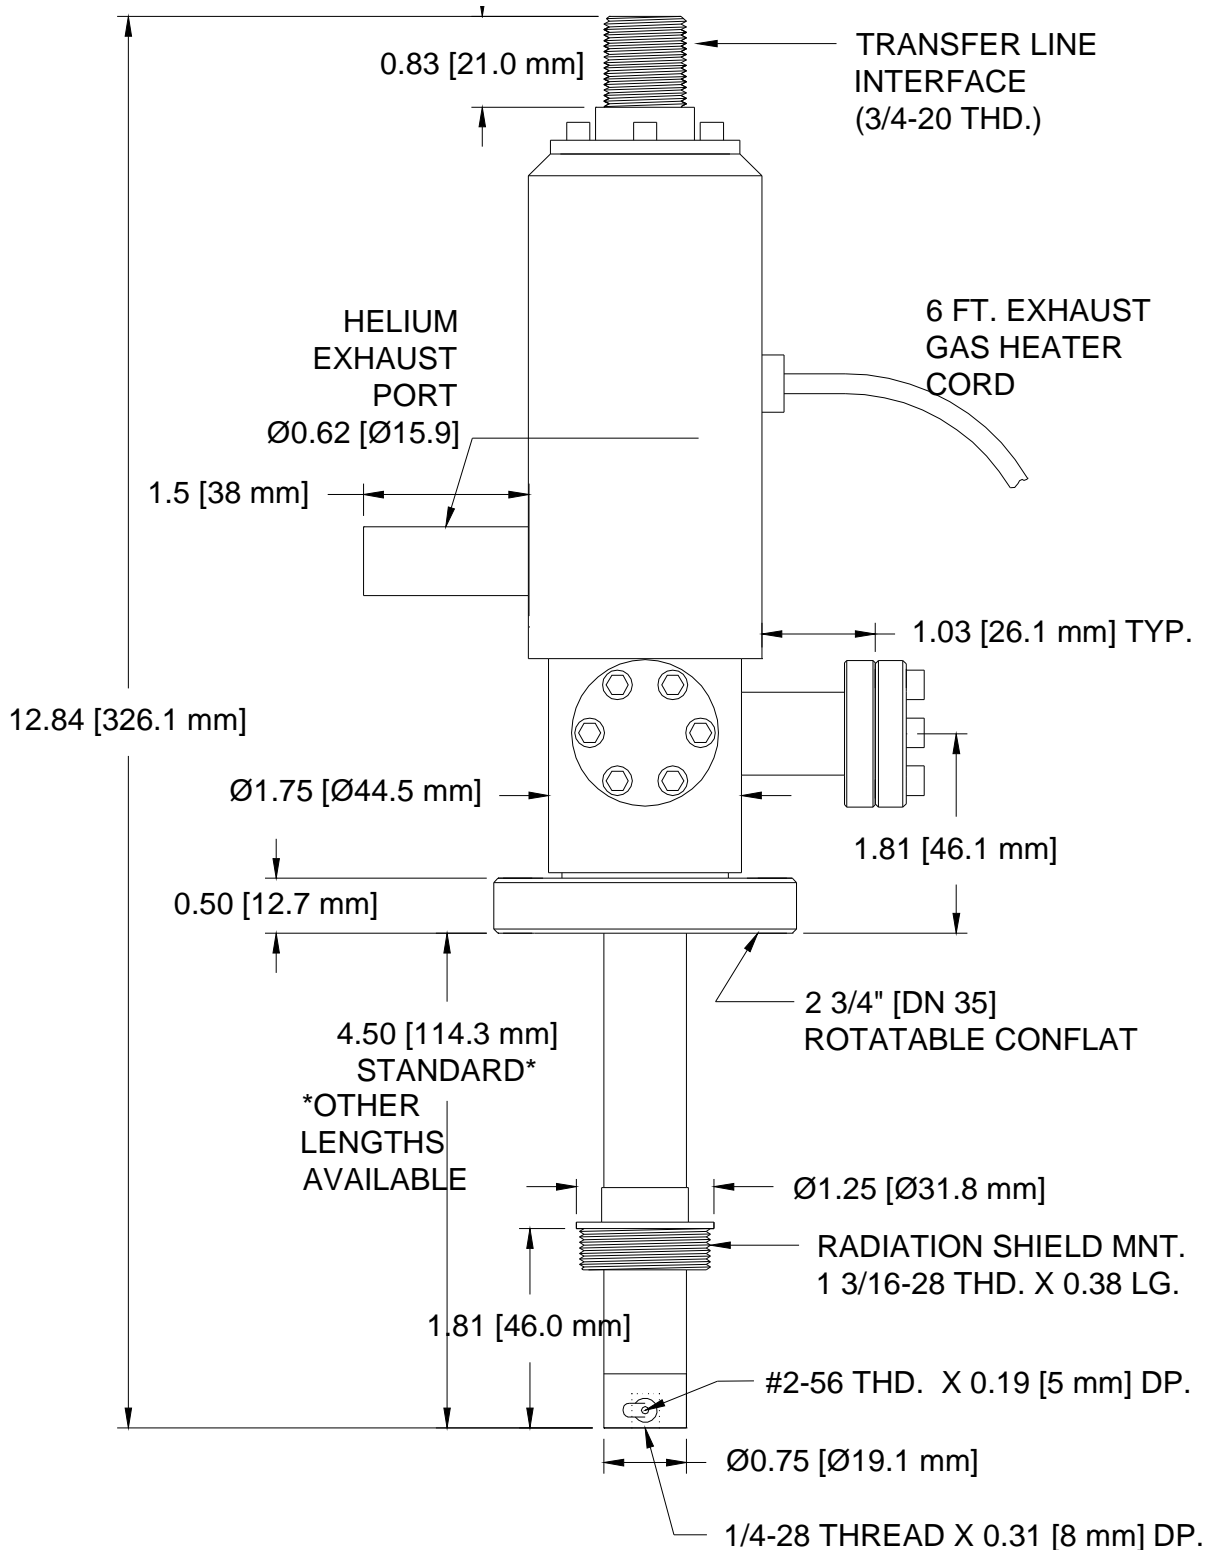 0.83 [21.0 mm]
TRANSFER LINE
INTERFACE
(3/4-20 THD.)
HELIUM
EXHAUST
PORT
Ø0.62 [Ø15.9]
6 FT. EXHAUST
GAS HEATER
CORD
1.5 [38 mm]
1.03 [26.1 mm] TYP.
12.84 [326.1 mm]
Ø1.75 [Ø44.5 mm]
1.81 [46.1 mm]
0.50 [12.7 mm]
2 3/4" [DN 35]
ROTATABLE CONFLAT
4.50 [114.3 mm]
STANDARD*
*OTHER
LENGTHS
AVAILABLE
Ø1.25 [Ø31.8 mm]
RADIATION SHIELD MNT.
1 3/16-28 THD. X 0.38 LG.
1.81 [46.0 mm]
#2-56 THD.  X 0.19 [5 mm] DP.
Ø0.75 [Ø19.1 mm]
1/4-28 THREAD X 0.31 [8 mm] DP.